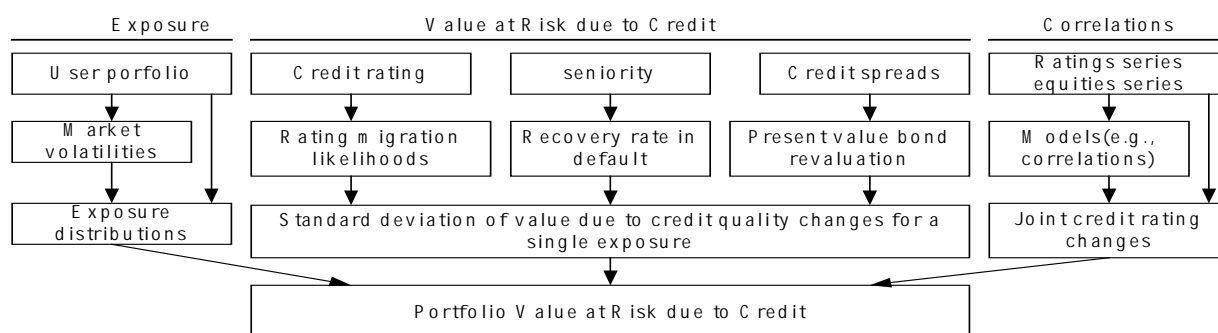 Exposure
Value at Risk due to Credit
Correlations
User porfolio
Credit rating
seniority
Credit spreads
Ratings series
equities series
Market
volatilities
Rating migration
likelihoods
Recovery rate in
default
Present value bond
revaluation
Models(e.g.,
correlations)
Exposure
distributions
Standard deviation of value due to credit quality changes for a
single exposure
Joint credit rating
changes
Portfolio Value at Risk due to Credit